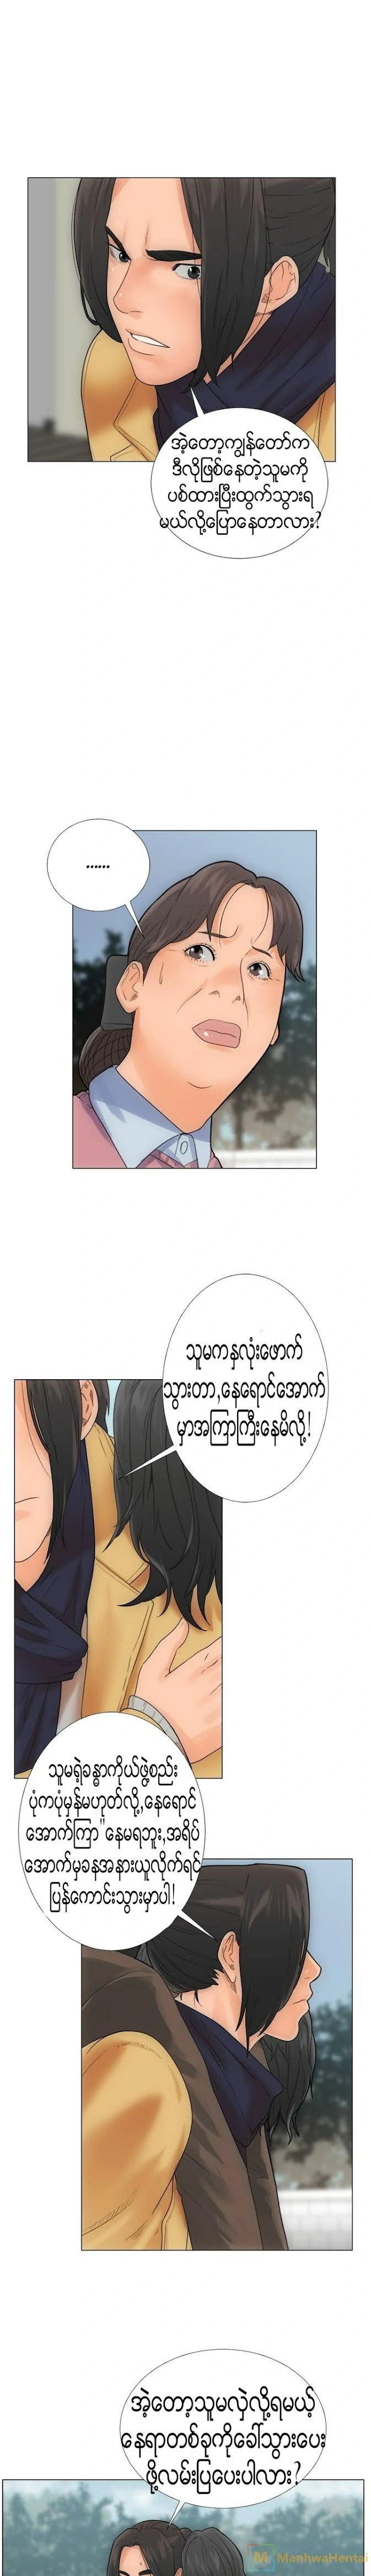 အဲ့တော့ကျွန်တော်က
ဒီလိုဖြစ်နေတဲ့သူမကို
ပစ်ထားပြီးထွက်သွားရ
မယ်လို့ပြောနေတာလား?
......
သူမကနှလုံးဖောက်
သွားတာ,နေရောင်အောက်
မှာအကြာကြီးနေမိလို့!
သူမရဲ့ခန္ဓာကိုယ်ဖွဲ့စည်း
ပုံကပုံမှန်မဟုတ်လို့,နေရောင်
အောက်ကြာ"နေမရဘူး,အရိပ်
အောက်မှခနအနားယူလိုက်ရင်
ပြန်ကောင်းသွားမှာပါ!
အဲ့တော့သူမလှဲလို့ရမယ့်
နေရာတစ်ခုကိုခေါ်သွားပေး
ဖို့လမ်းပြပေးပါလား?
ManhwaHentai